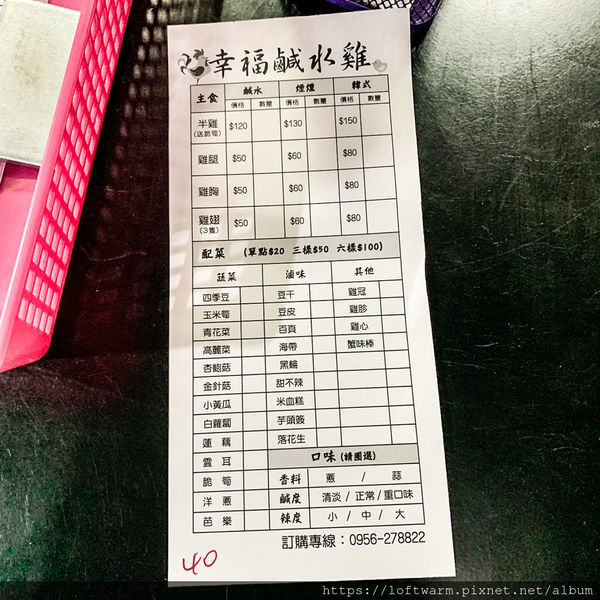 幸福鹹水雞
主食 鹹水 煙燻 韓式
價格 數量 價格 數量 價格 數量
半雞 $120 $130 $150
(送脆筍)
雞腿 $50 $60 $80
雞胸 $50 $60 $80
雞翅 $50 $60 $80
(3隻)
配菜 (單點$20 三樣$50 六樣$100)
蔬菜 滷味 其他
四季豆 豆干 雞冠
玉米筍 豆皮 雞胗
青花菜 百頁 雞心
高麗菜 海帶 蟹味棒
杏鮑菇 黑輪
金針菇 甜不辣
小黃瓜 米血糕
白蘿蔔 芋頭簽
蓮藕 落花生
雲耳 口味 (請圈選)
脆筍 香料 蔥 / 蒜
洋蔥 鹹度 清淡 / 正常 / 重口味
芭樂 辣度 小 / 中 / 大
訂購專線：0956-278822
40
https://loftwarm.pixnet.net/album